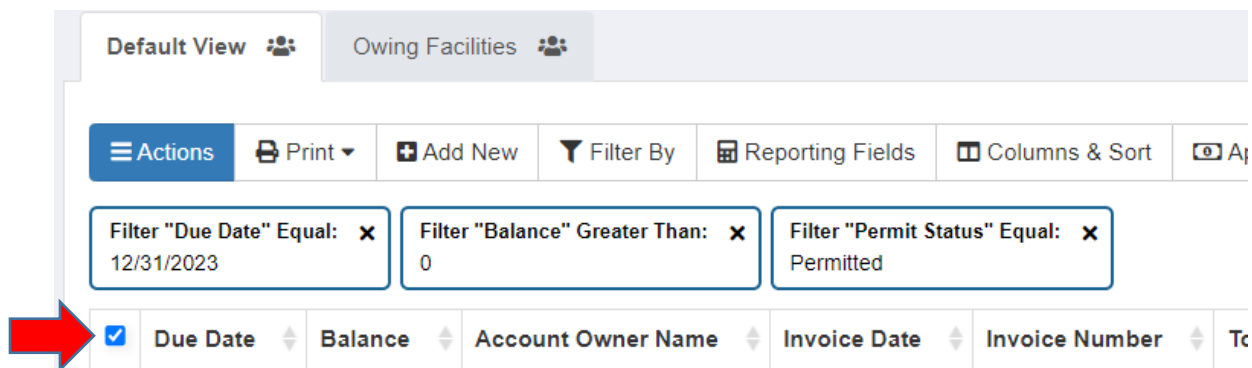 Default View Owing Facilities
Actions Print Add New Filter By Reporting Fields Columns & Sort
Filter "Due Date" Equal: Filter "Balance" Greater Than: Filter "Permit Status" Equal:
12/31/2023 0 Permitted
Due Date Balance Account Owner Name Invoice Date Invoice Number